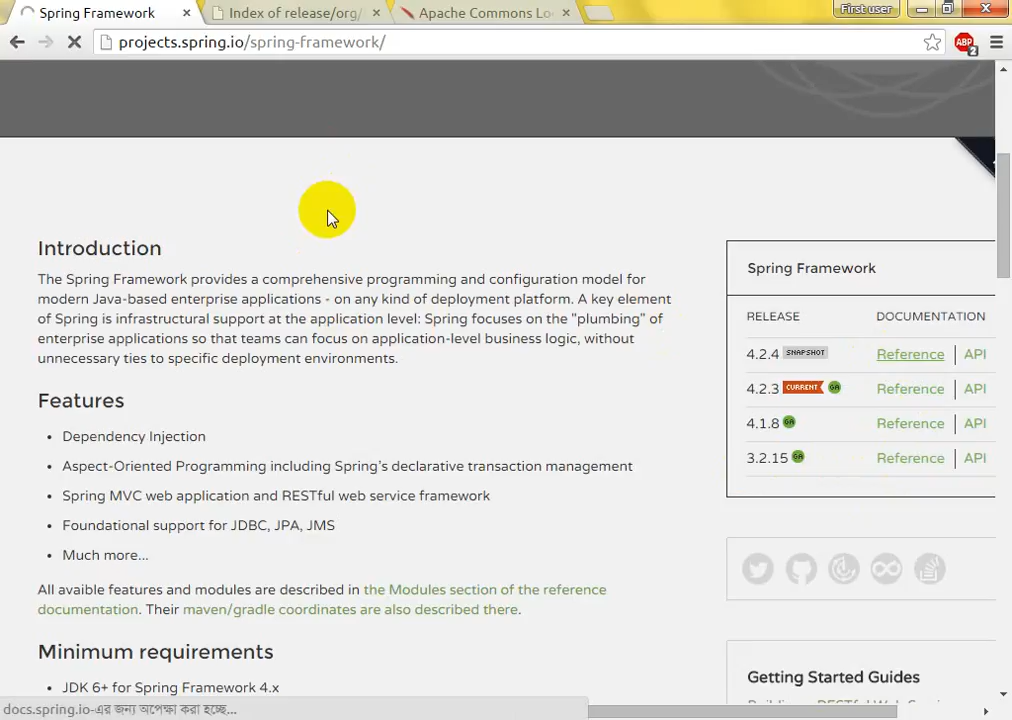 Spring Framework
Index of release/org/
Apache Commons Lo
First user
projects.spring.io/spring-framework/
ABP
2
Introduction
The Spring Framework provides a comprehensive programming and configuration model for
modern Java-based enterprise applications - on any kind of deployment platform. A key element
of Spring is infrastructural support at the application level: Spring focuses on the "plumbing" of
enterprise applications so that teams can focus on application-level business logic, without
unnecessary ties to specific deployment environments.
Features
• Dependency Injection
• Aspect-Oriented Programming including Spring's declarative transaction management
• Spring MVC web application and RESTful web service framework
• Foundational support for JDBC, JPA, JMS
• Much more...
All avaible features and modules are described in the Modules section of the reference
documentation. Their maven/gradle coordinates are also described there.
Minimum requirements
• JDK 6+ for Spring Framework 4.x
Spring Framework
RELEASE DOCUMENTATION
4.2.4 SNAPSHOT Reference | API
4.2.3 CURRENT GA Reference | API
4.1.8 GA Reference | API
3.2.15 GA Reference | API
Getting Started Guides
docs.spring.io-এর জন্য অপেক্ষা করা হচ্ছে...